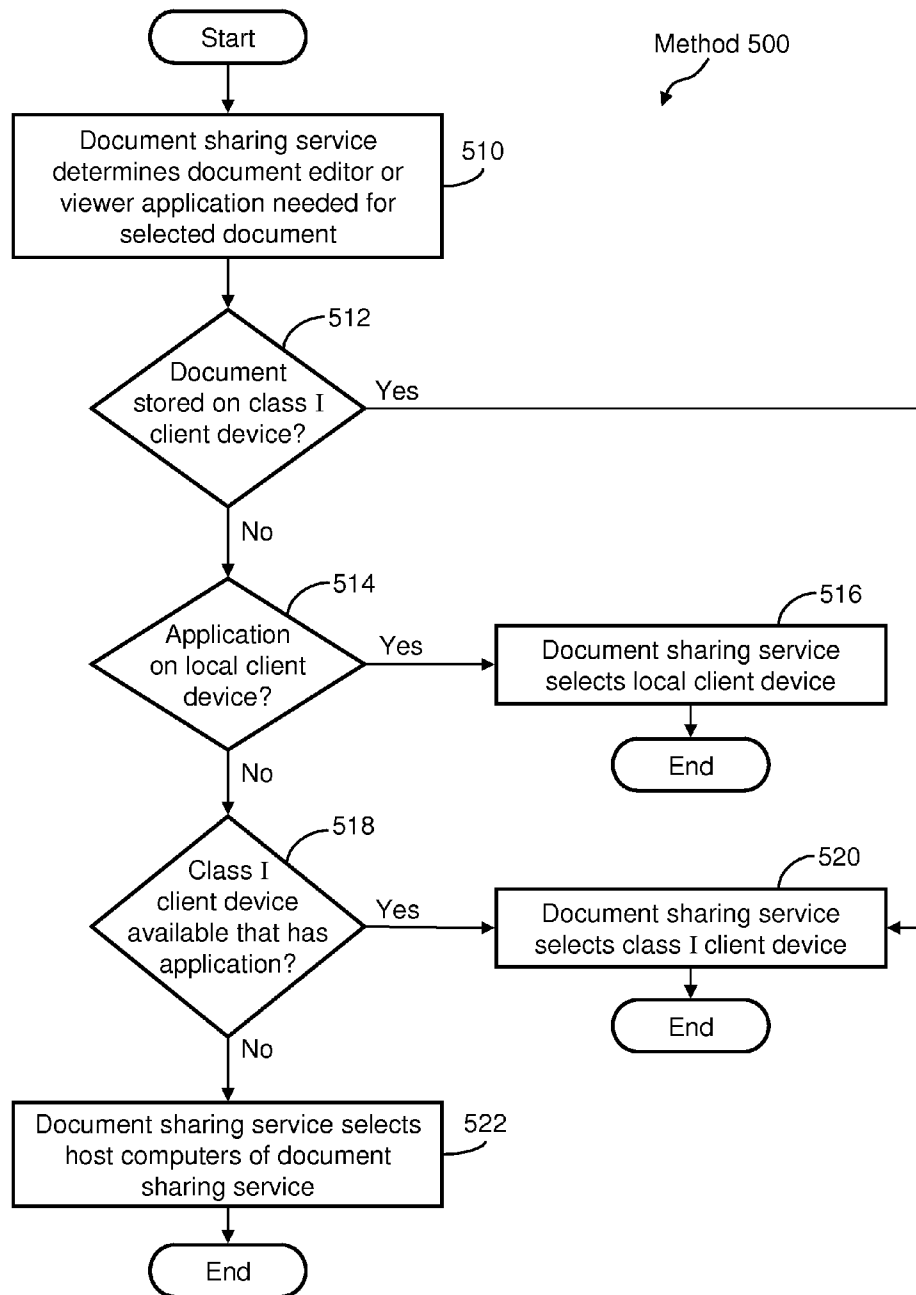 Start
Method 500
Document sharing service
determines document editor or
viewer application needed for
selected document
510
512
Document
stored on class I
client device?
Yes
No
514
Application
on local client
device?
Yes
516
Document sharing service
selects local client device
End
No
518
Class I
client device
available that has
application?
Yes
520
Document sharing service
selects class I client device
End
No
Document sharing service selects
host computers of document
sharing service
522
End